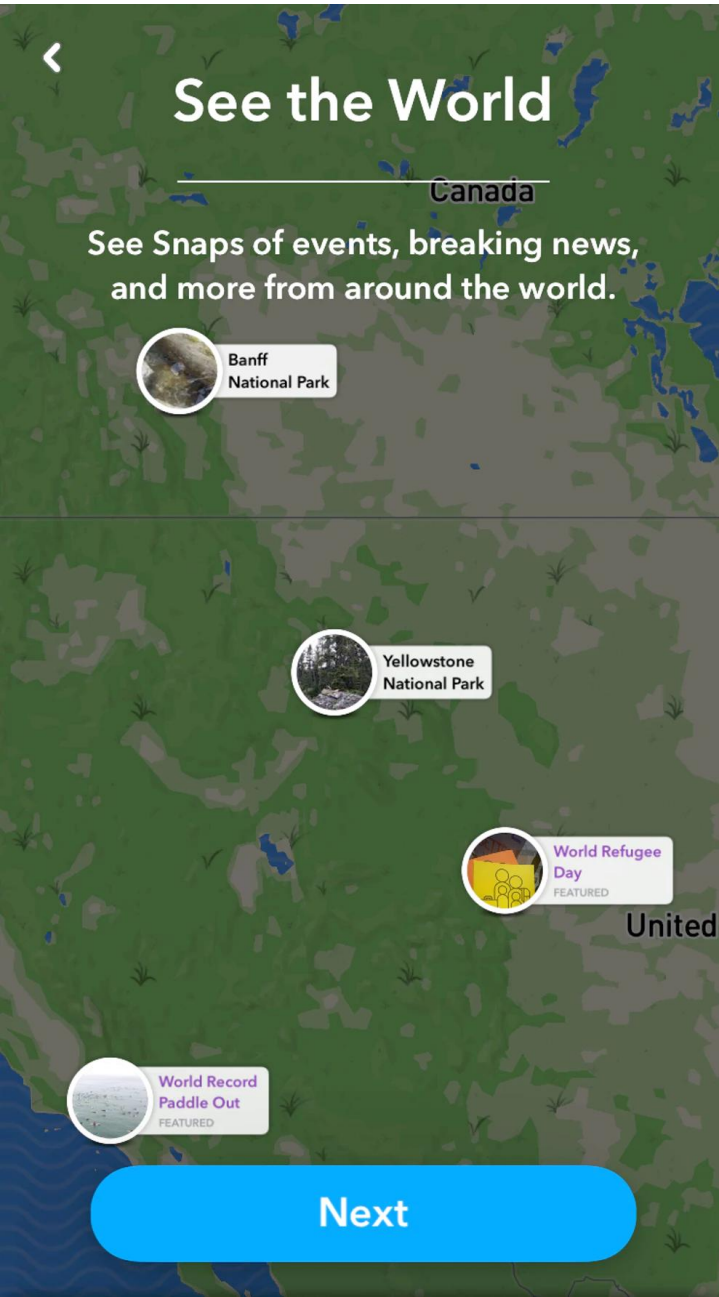 See the World
Canada
See Snaps of events, breaking news,
and more from around the world.
Banff
National Park
Yellowstone
National Park
World Refugee
Day
FEATURED
United
World Record
Paddle Out
FEATURED
Next